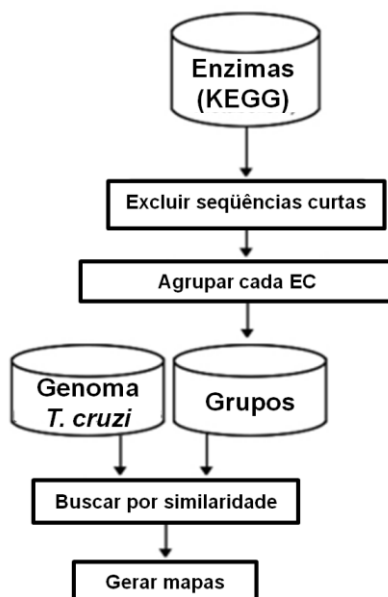 Enzimas
(KEGG)
Excluir seqüências curtas
Agrupar cada EC
Genoma
T. cruzi
Grupos
Buscar por similaridade
Gerar mapas